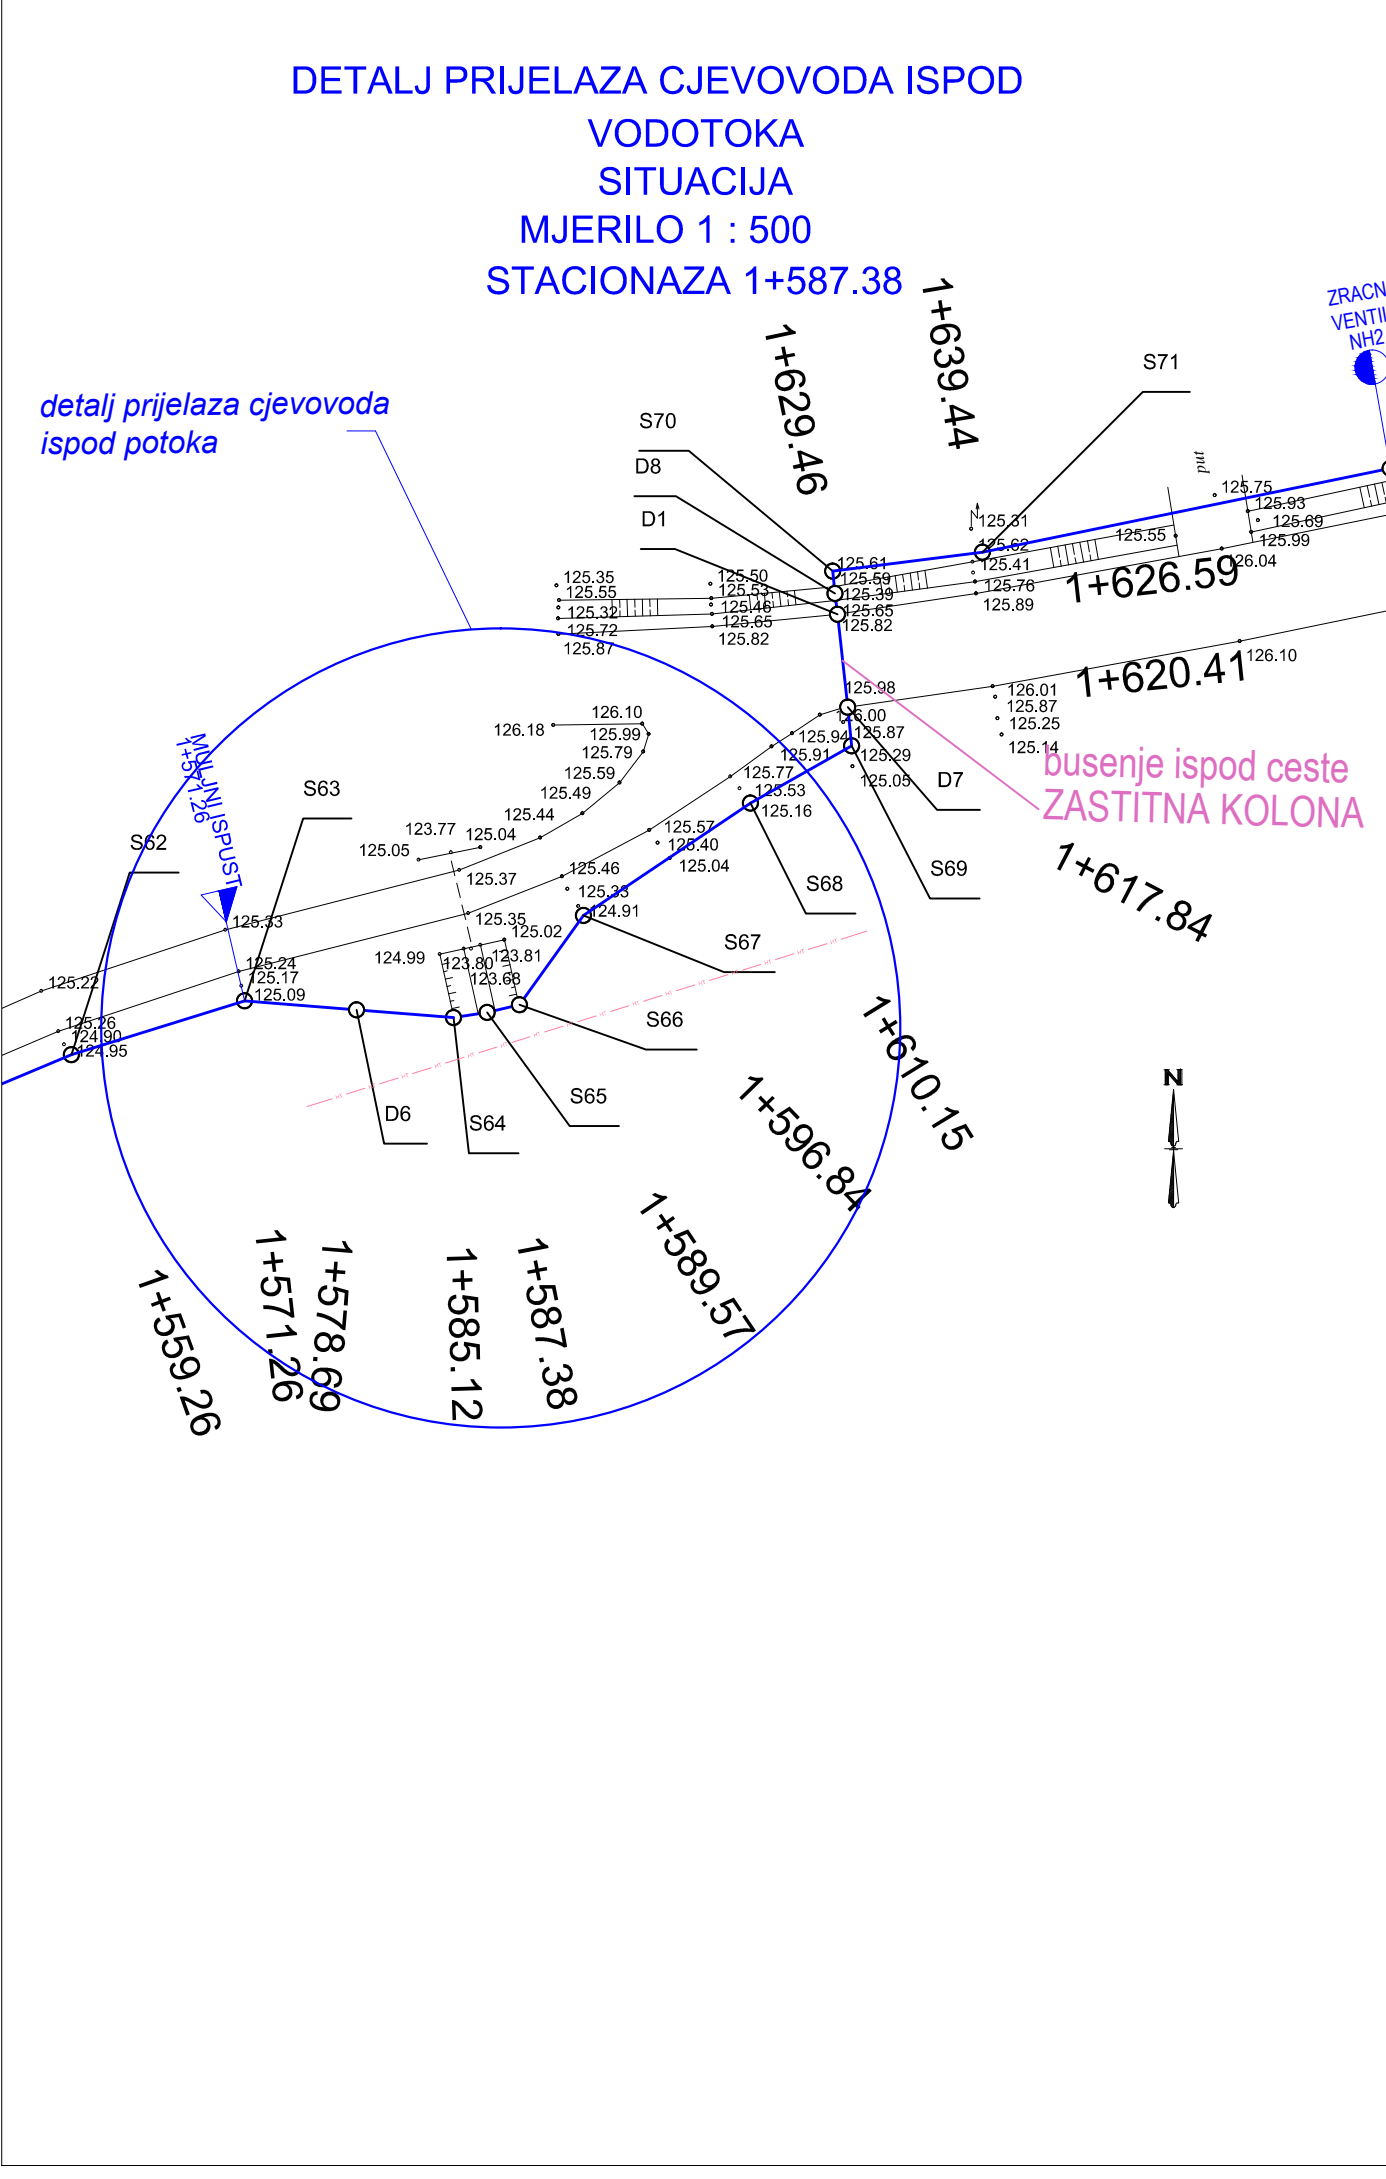 DETALJ PRIJELAZA CJEVOVODA ISPOD
VODOTOKA
SITUACIJA
MJERILO 1 : 500
STACIONAZA 1+587.38
ZRACN
VENTIL
NH2
1+639.44
1+629.46
S71
detalj prijelaza cjevovoda
ispod potoka
S70
D8
D1
put
125.75
125.93
125.69
125.99
126.04
125.55
125.31
125.62
125.41
125.76
125.89
125.61
125.59
125.39
125.65
125.82
125.35
125.55
125.32
125.72
125.87
125.50
125.53
125.46
125.65
125.82
1+626.59
1+620.41
126.10
125.98
126.01
125.87
125.25
125.14
126.18
126.10
125.99
125.79
125.59
125.49
125.44
126.00
125.94
125.91
125.87
125.29
125.05
125.77
125.53
125.16
busenje ispod ceste
ZASTITNA KOLONA
D7
MULJNI ISPUST
1+571.26
S63
S62
123.77
125.04
125.05
125.37
125.57
125.40
125.04
125.46
125.33
124.91
S68
S69
1+617.84
125.33
125.35
125.02
124.99
123.80
123.81
123.68
S67
125.24
125.17
125.09
125.22
125.26
124.90
124.95
S66
1+610.15
S65
D6
S64
1+596.84
N
1+589.57
1+587.38
1+585.12
1+578.69
1+571.26
1+559.26